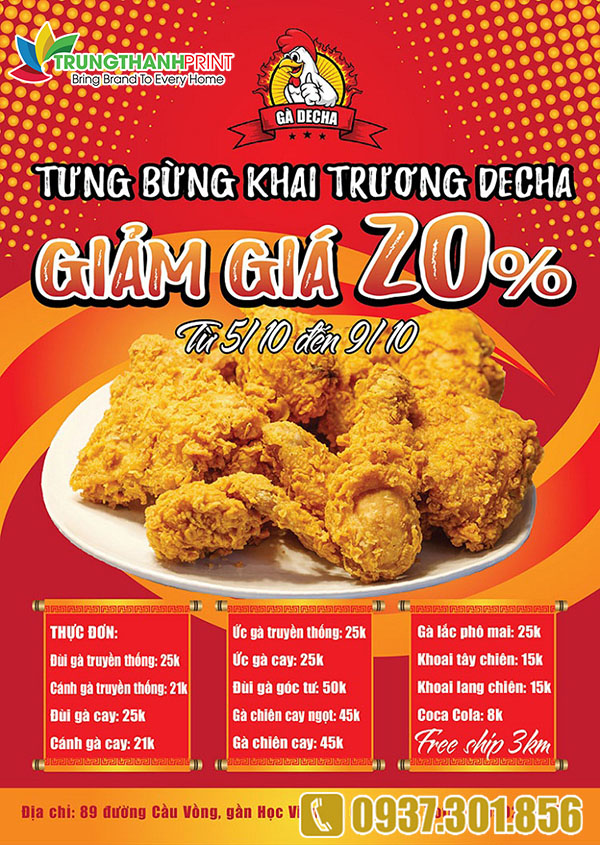 TRUNGTHANHPRINT
Bring Brand To Every Home
GÀ DECHA
TƯNG BỪNG KHAI TRƯƠNG DECHA
GIẢM GIÁ 20%
Từ 5/10 đến 9/10
THỰC ĐƠN:
Đùi gà truyền thống: 25k
Cánh gà truyền thống: 21k
Đùi gà cay: 25k
Cánh gà cay: 21k
Ức gà truyền thống: 25k
Ức gà cay: 25k
Đùi gà góc tư: 50k
Gà chiên cay ngọt: 45k
Gà chiên cay: 45k
Gà lắc phô mai: 25k
Khoai tây chiên: 15k
Khoai lang chiên: 15k
Coca Cola: 8k
Free ship 3km
Địa chỉ: 89 đường Cầu Vòng, gần Học
0937.301.856